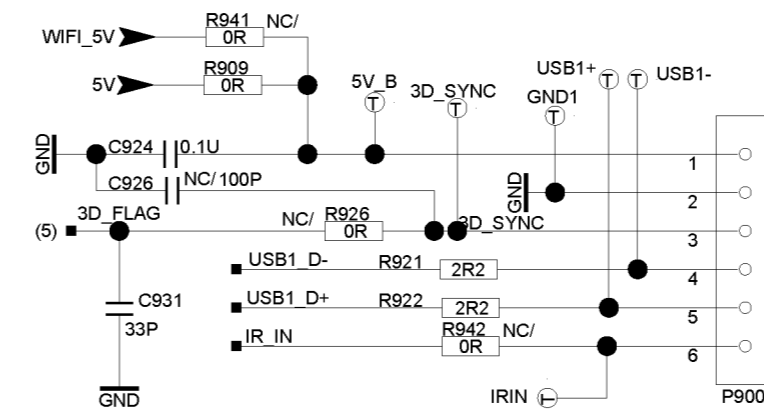 R941 NC/
WIFI_5V
0R
R909
5V
0R
5V_B
T
3D_SYNC
T
USB1+
T
T
USB1-
GND1
T
GND
C924
0.1U
1
C926
NC/ 100P
GND
2
3D_FLAG
(5)
NC/
R926
0R
3D_SYNC
3
USB1_D-
R921
2R2
4
C931
33P
USB1_D+
R922
2R2
5
IR_IN
R942
NC/
0R
6
GND
IRIN
T
P900